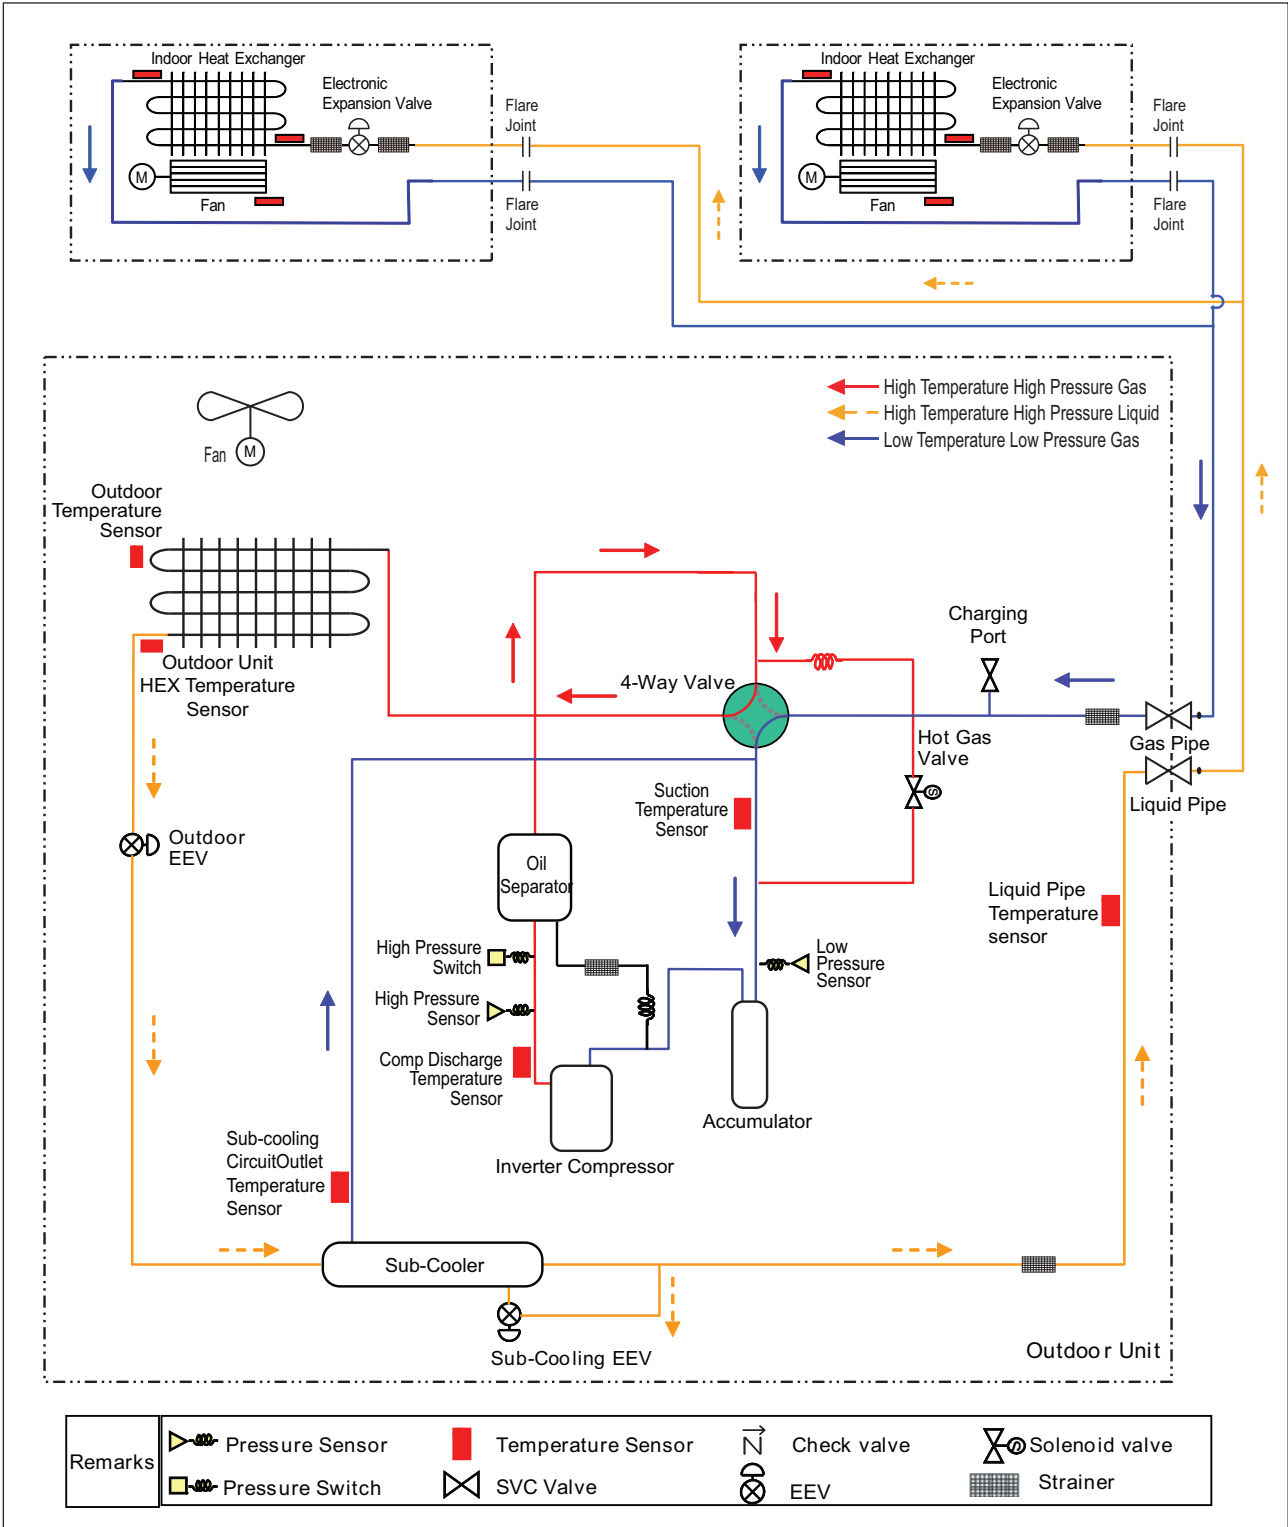 Indoor Heat Exchanger
Electronic
Expansion Valve
Flare
Joint
M
Fan
Flare
Joint
Indoor Heat Exchanger
Electronic
Expansion Valve
Flare
Joint
M
Fan
Flare
Joint
High Temperature High Pressure Gas
High Temperature High Pressure Liquid
Low Temperature Low Pressure Gas
Fan
M
Outdoor
Temperature
Sensor
Outdoor Unit
HEX Temperature
Sensor
4-Way Valve
Charging
Port
Gas Pipe
Hot Gas
Valve
S
Liquid Pipe
Suction
Temperature
Sensor
Outdoor
EEV
Oil
Separator
Liquid Pipe
Temperature
sensor
High Pressure
Switch
Low
Pressure
Sensor
High Pressure
Sensor
Comp Discharge
Temperature
Sensor
Accumulator
Inverter Compressor
Sub-cooling
CircuitOutlet
Temperature
Sensor
Sub-Cooler
Sub-Cooling EEV
Outdoor Unit
Remarks
Pressure Sensor
Temperature Sensor
Check valve
S
Solenoid valve
Pressure Switch
SVC Valve
EEV
Strainer